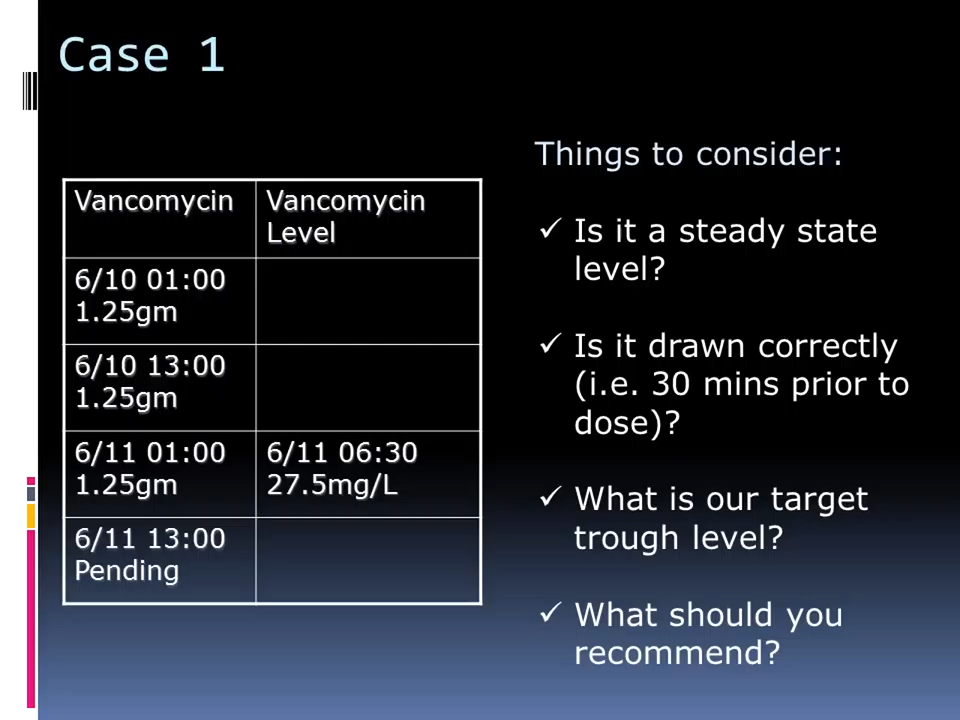 Case 1
Vancomycin
Vancomycin
Level
6/10 01:00
1.25gm
6/10 13:00
1.25gm
6/11 01:00
1.25gm
6/11 06:30
27.5mg/L
6/11 13:00
Pending
Things to consider:
✓ Is it a steady state
level?
✓ Is it drawn correctly
(i.e. 30 mins prior to
dose)?
✓ What is our target
trough level?
✓ What should you
recommend?